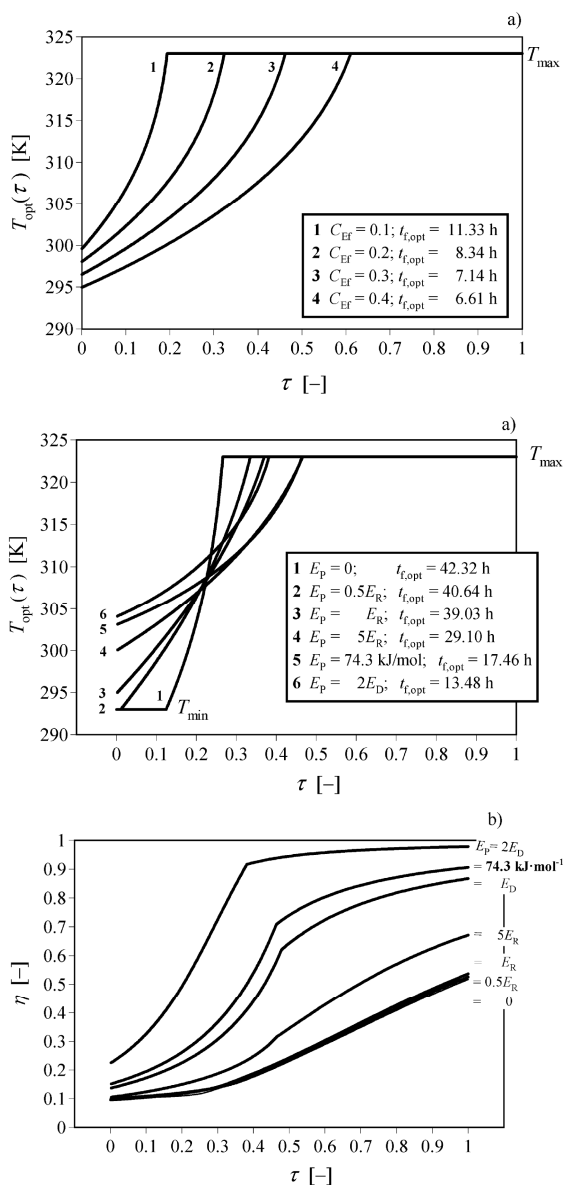 a)
325
320
315
310
305
300
295
290
T_opt(τ) [K]
1
2
3
4
T_max
1 C_Ef = 0.1; t_f,opt = 11.33 h
2 C_Ef = 0.2; t_f,opt = 8.34 h
3 C_Ef = 0.3; t_f,opt = 7.14 h
4 C_Ef = 0.4; t_f,opt = 6.61 h
0 0.1 0.2 0.3 0.4 0.5 0.6 0.7 0.8 0.9 1
τ [–]
a)
325
320
315
310
305
300
295
290
T_opt(τ) [K]
T_max
6
5
4
3
2
1
T_min
1 E_P = 0; t_f,opt = 42.32 h
2 E_P = 0.5E_R; t_f,opt = 40.64 h
3 E_P = E_R; t_f,opt = 39.03 h
4 E_P = 5E_R; t_f,opt = 29.10 h
5 E_P = 74.3 kJ/mol; t_f,opt = 17.46 h
6 E_P = 2E_D; t_f,opt = 13.48 h
0 0.1 0.2 0.3 0.4 0.5 0.6 0.7 0.8 0.9 1
τ [–]
b)
1
0.9
0.8
0.7
0.6
0.5
0.4
0.3
0.2
0.1
0
η [–]
E_P = 2E_D
= 74.3 kJ·mol⁻¹
= E_D
= 5E_R
= E_R
= 0.5E_R
= 0
0 0.1 0.2 0.3 0.4 0.5 0.6 0.7 0.8 0.9 1
τ [–]